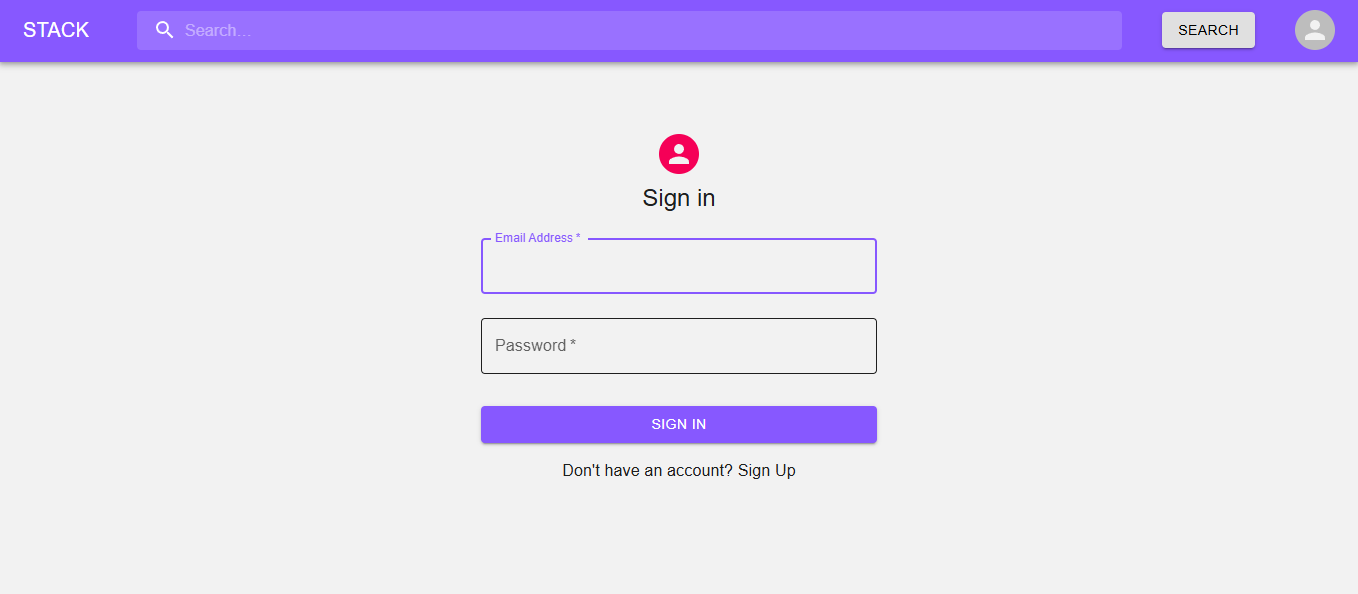 STACK
Search...
SEARCH
Sign in
Email Address *
Password *
SIGN IN
Don't have an account? Sign Up